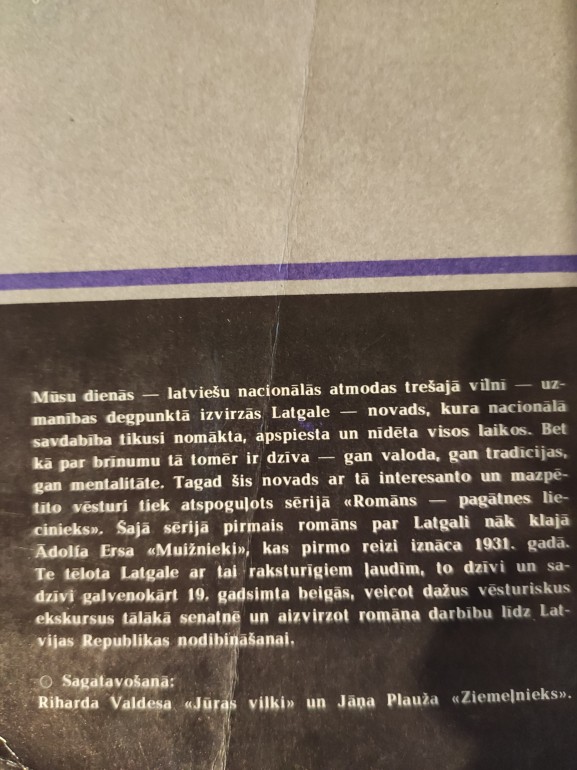 Mūsu dienās — latviešu nacionālās atmodas trešajā vilnī — uz-
manības degpunktā izvirzās Latgale — novads, kura nacionālā
savdabība tikusi nomākta, apspiesta un nīdēta visos laikos. Bet
kā par brīnumu tā tomēr ir dzīva — gan valoda, gan tradīcijas,
gan mentalitāte. Tagad šis novads ar tā interesanto un mazpē-
tīto vēsturi tiek atspoguļots sērijā «Romāns — pagātnes lie-
cinieks». Šajā sērijā pirmais romāns par Latgali nāk klajā
Ādolfa Ersa «Muižnieki», kas pirmo reizi iznāca 1931. gadā.
Te tēlota Latgale ar tai raksturīgiem ļaudīm, to dzīvi un sa-
dzīvi galvenokārt 19. gadsimta beigās, veicot dažus vēsturiskus
ekskursus tālākā senatnē un aizvirzot romāna darbību līdz Lat-
vijas Republikas nodibināšanai.
Sagatavošanā:
Riharda Valdesa «Jūras vilki» un Jāņa Plauža «Ziemeļnieks».